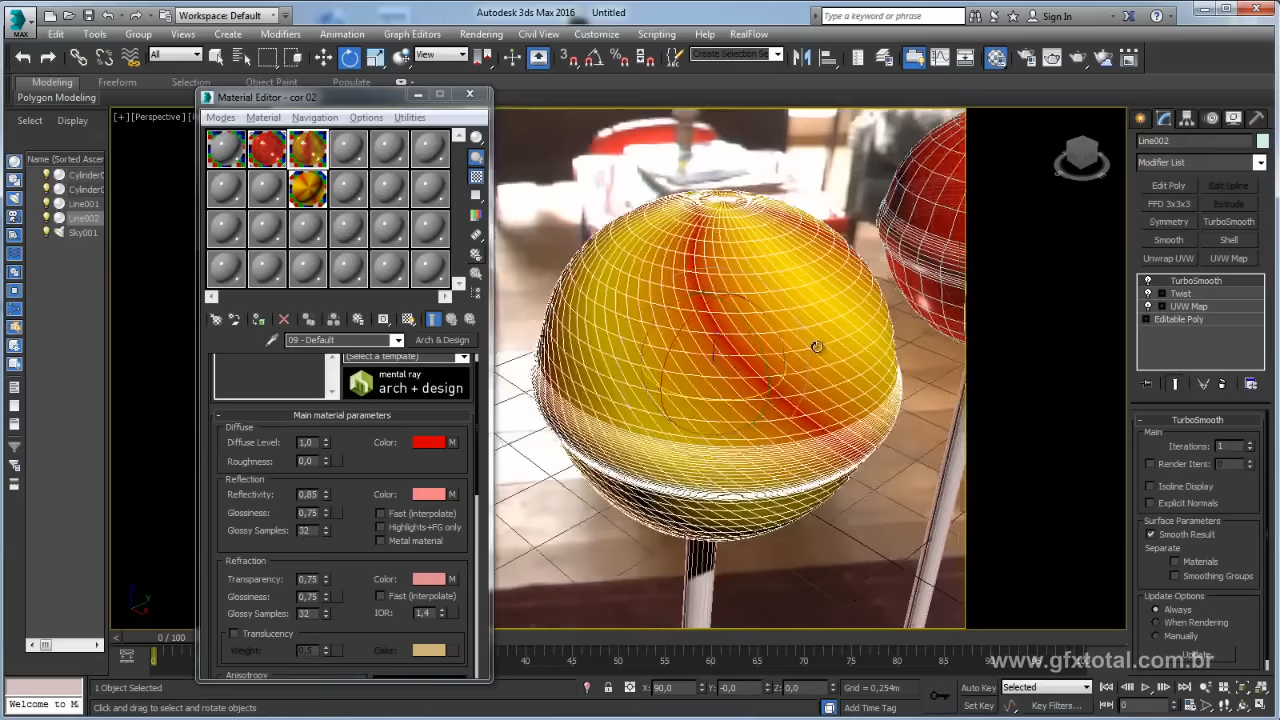 Workspace: Default
Autodesk 3ds Max 2016 Untitled
Type a keyword or phrase
Sign In
MAX
Edit Tools Group Views Create Modifiers Animation Graph Editors Rendering Civil View Customize Scripting Help RealFlow
All
View
Create Selection Se
Modeling Freeform Selection Object Paint Populate
Polygon Modeling
Select Display
Name (Sorted Ascen
Cylinder0
Cylinder0
Line001
Line002
Sky001
[+][Perspective]
Material Editor - cor 02
Modes Material Navigation Options Utilities
09 - Default
Arch & Design
(Select a template)
mental ray
arch + design
Main material parameters
Diffuse
Diffuse Level: 1,0 Color: M
Roughness: 0,0
Reflection
Reflectivity: 0,85 Color: M
Glossiness: 0,75 Fast (interpolate)
Highlights+FG only
Glossy Samples: 32
Metal material
Refraction
Transparency: 0,75 Color: M
Glossiness: 0,75 Fast (interpolate)
Glossy Samples: 32 IOR: 1,4
Translucency
Weight: 0,5 Color:
Anisotropy
Line002
Modifier List
Edit Poly Edit Spline
FFD 3x3x3 Extrude
Symmetry TurboSmooth
Smooth Shell
Unwrap UVW UVW Map
TurboSmooth
Twist
UVW Map
Editable Poly
TurboSmooth
Main
Iterations: 1
Render Iters: 0
Isoline Display
Explicit Normals
Surface Parameters
Smooth Result
Separate
Materials
Smoothing Groups
Update Options
Always
When Rendering
Manually
Update
www.gfxtotal.com.br
0 / 100
0 40 45 50 55 60 65 70 75 80 85 90 95 100
1 Object Selected
X: 90,0 Y: -0,0 Z: 0,0 Grid = 0,254m
Auto Key Selected
Welcome to M
Click and drag to select and rotate objects
Add Time Tag
Set Key Key Filters... 0